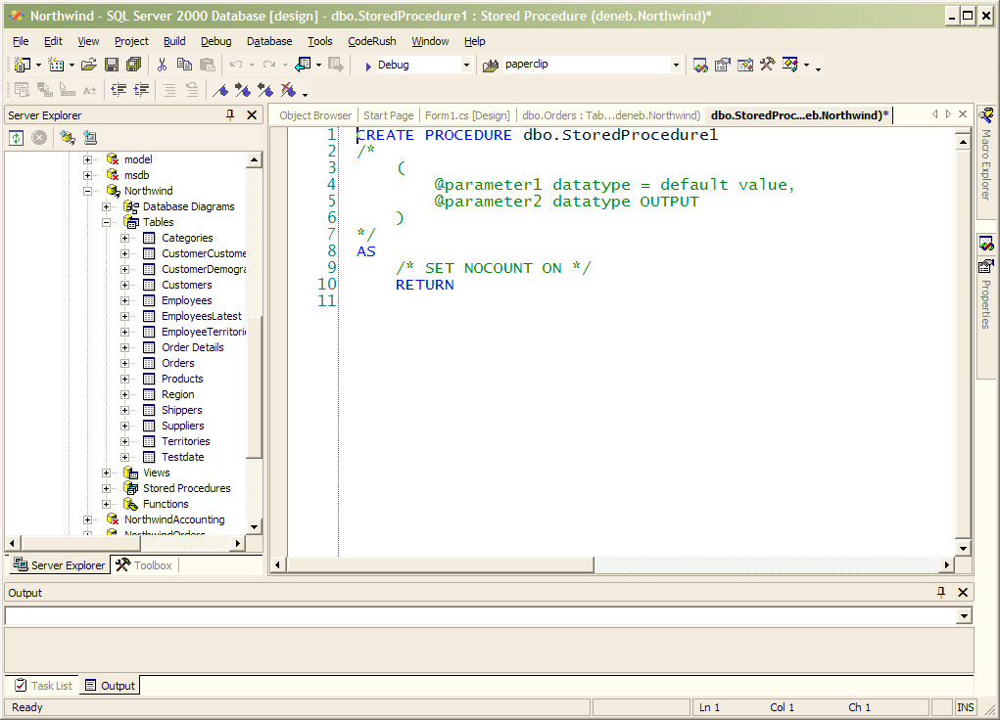 Northwind - SQL Server 2000 Database [design] - dbo.StoredProcedure1 : Stored Procedure (deneb.Northwind)*
File Edit View Project Build Debug Database Tools CodeRush Window Help
Debug paperclip
Server Explorer
Object Browser Start Page Form1.cs [Design] dbo.Orders : Tab...deneb.Northwind) dbo.StoredProc...eb.Northwind)*
model
msdb
Northwind
Database Diagrams
Tables
Categories
CustomerCustome
CustomerDemogra
Customers
Employees
EmployeesLatest
EmployeeTerritori
Order Details
Orders
Products
Region
Shippers
Suppliers
Territories
Testdate
Views
Stored Procedures
Functions
NorthwindAccounting
NorthwindOrders
Server Explorer Toolbox
1 CREATE PROCEDURE dbo.StoredProcedure1
2 /*
3 (
4 @parameter1 datatype = default value,
5 @parameter2 datatype OUTPUT
6 )
7 */
8 AS
9 /* SET NOCOUNT ON */
10 RETURN
11
Macro Explorer
Properties
Output
Task List Output
Ready Ln 1 Col 1 Ch 1 INS